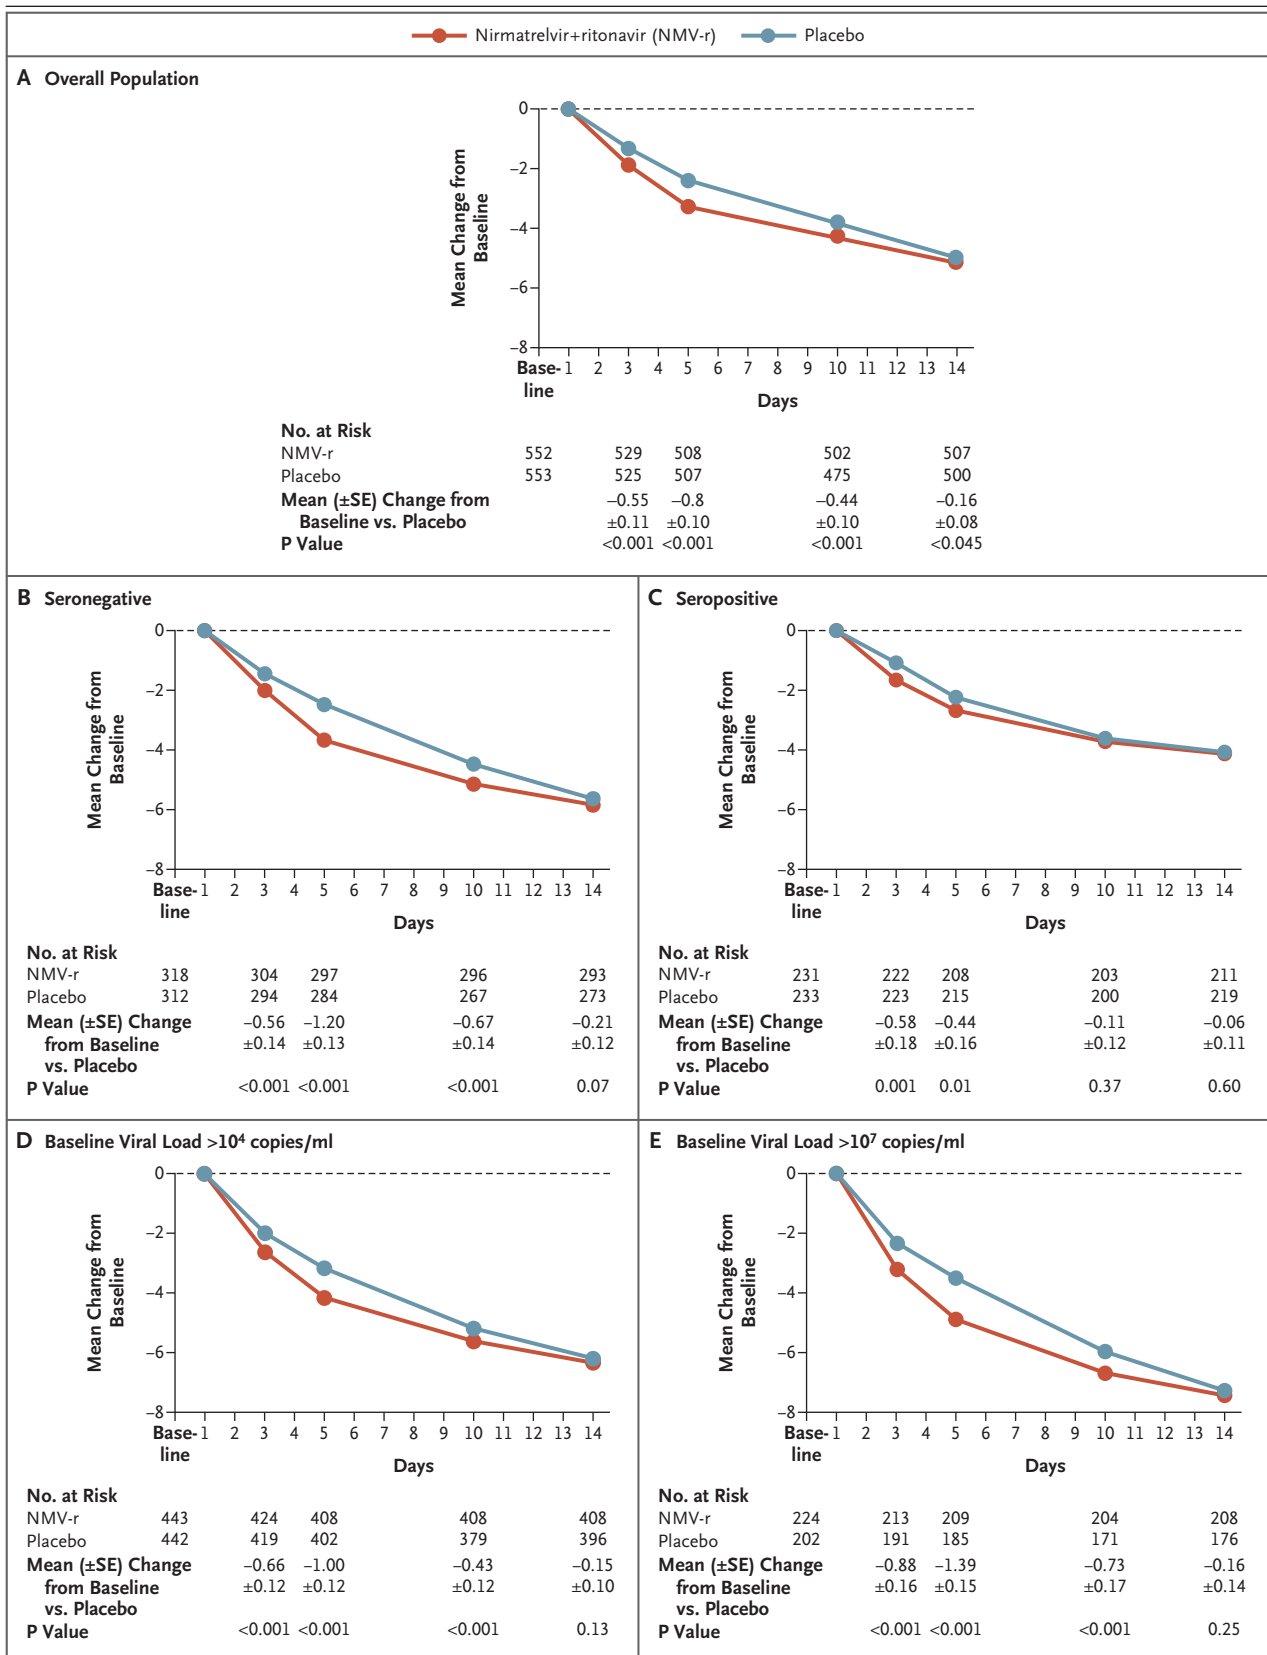 Nirmatrelvir+ritonavir (NMV-r) Placebo
A Overall Population
0
−2
−4
−6
−8
Mean Change from
Baseline
Base-
line
1 2 3 4 5 6 7 8 9 10 11 12 13 14
Days
No. at Risk
NMV-r 552 529 508 502 507
Placebo 553 525 507 475 500
Mean (±SE) Change from −0.55 −0.8 −0.44 −0.16
Baseline vs. Placebo ±0.11 ±0.10 ±0.10 ±0.08
P Value <0.001 <0.001 <0.001 <0.045
B Seronegative
0
−2
−4
−6
−8
Mean Change from
Baseline
Base-
line
1 2 3 4 5 6 7 8 9 10 11 12 13 14
Days
No. at Risk
NMV-r 318 304 297 296 293
Placebo 312 294 284 267 273
Mean (±SE) Change −0.56 −1.20 −0.67 −0.21
from Baseline ±0.14 ±0.13 ±0.14 ±0.12
vs. Placebo
P Value <0.001 <0.001 <0.001 0.07
C Seropositive
0
−2
−4
−6
−8
Mean Change from
Baseline
Base-
line
1 2 3 4 5 6 7 8 9 10 11 12 13 14
Days
No. at Risk
NMV-r 231 222 208 203 211
Placebo 233 223 215 200 219
Mean (±SE) Change −0.58 −0.44 −0.11 −0.06
from Baseline ±0.18 ±0.16 ±0.12 ±0.11
vs. Placebo
P Value 0.001 0.01 0.37 0.60
D Baseline Viral Load >10⁴ copies/ml
0
−2
−4
−6
−8
Mean Change from
Baseline
Base-
line
1 2 3 4 5 6 7 8 9 10 11 12 13 14
Days
No. at Risk
NMV-r 443 424 408 408 408
Placebo 442 419 402 379 396
Mean (±SE) Change −0.66 −1.00 −0.43 −0.15
from Baseline ±0.12 ±0.12 ±0.12 ±0.10
vs. Placebo
P Value <0.001 <0.001 <0.001 0.13
E Baseline Viral Load >10⁷ copies/ml
0
−2
−4
−6
−8
Mean Change from
Baseline
Base-
line
1 2 3 4 5 6 7 8 9 10 11 12 13 14
Days
No. at Risk
NMV-r 224 213 209 204 208
Placebo 202 191 185 171 176
Mean (±SE) Change −0.88 −1.39 −0.73 −0.16
from Baseline ±0.16 ±0.15 ±0.17 ±0.14
vs. Placebo
P Value <0.001 <0.001 <0.001 0.25